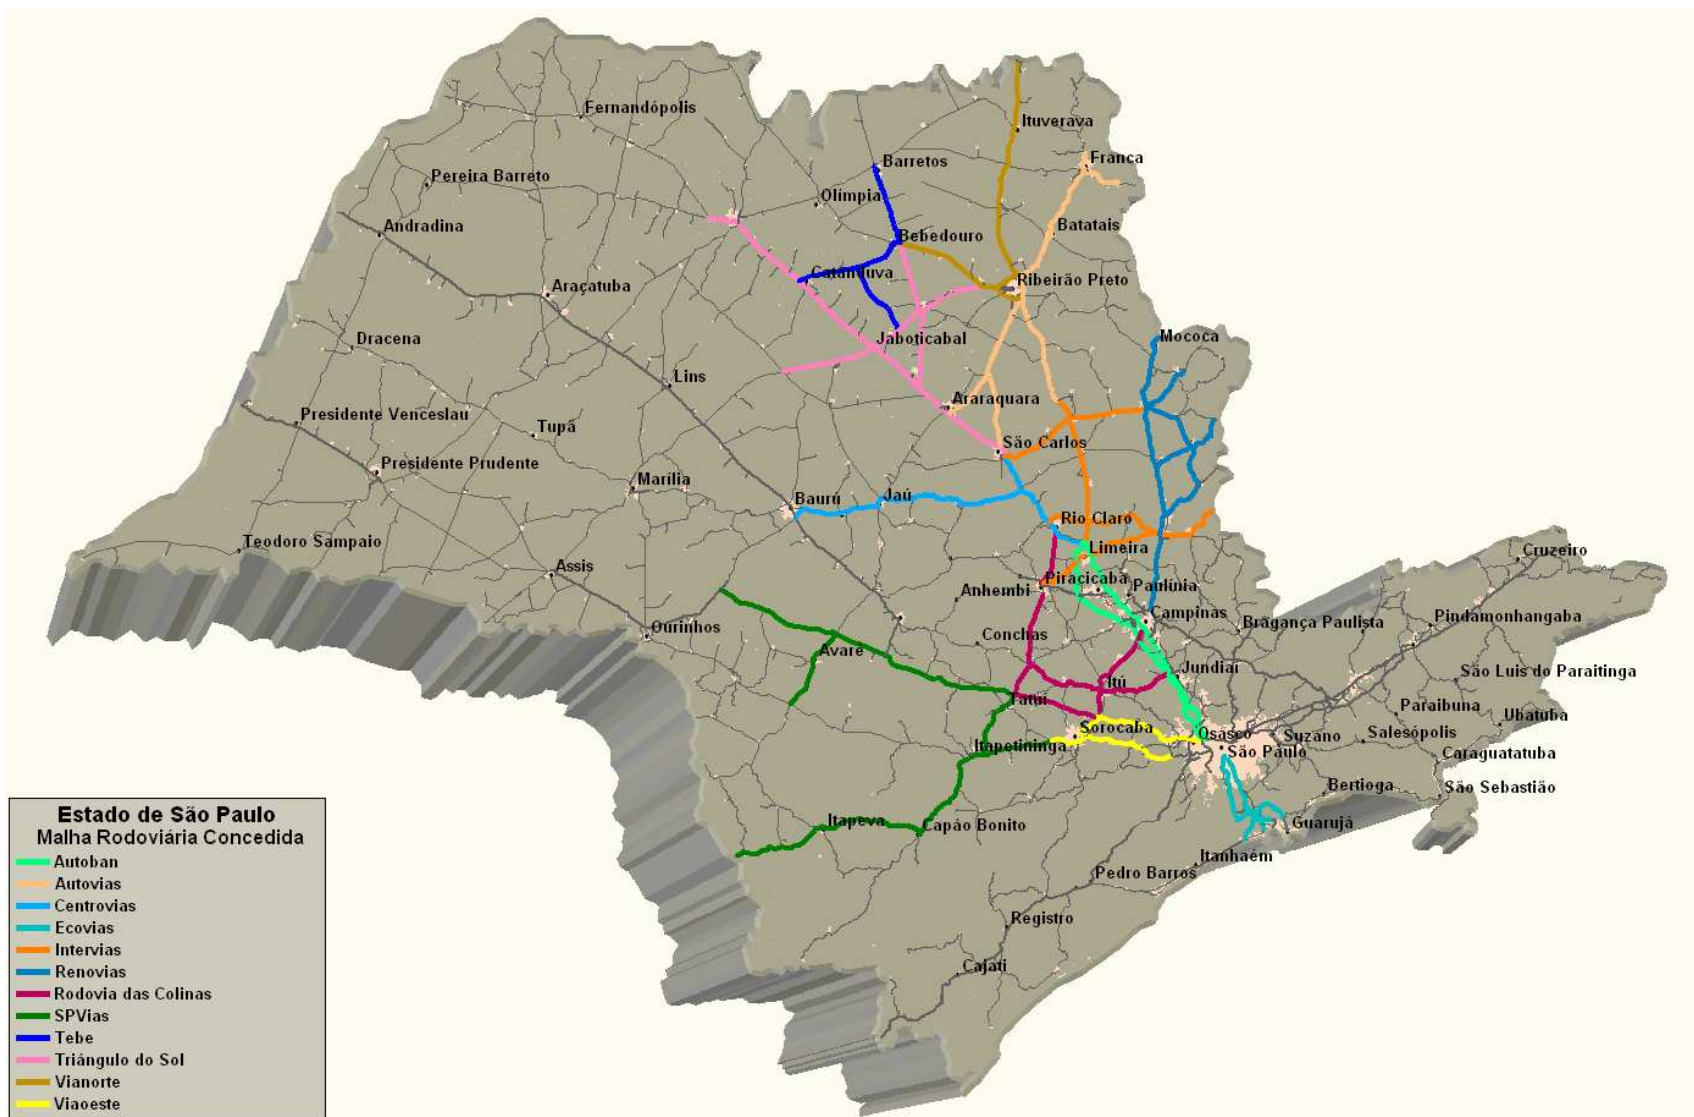 Fernandópolis
Ituverava
Barretos
Franca
Pereira Barreto
Olímpia
Andradina
Batatais
Bebedouro
Catanduva
Ribeirão Preto
Araçatuba
Dracena
Jaboticabal
Mococa
Lins
Araraquara
Presidente Venceslau
Tupã
São Carlos
Presidente Prudente
Marília
Baurú
Jaú
Rio Claro
Teodoro Sampaio
Limeira
Cruzeiro
Assis
Piracicaba
Paulínia
Anhembi
Campinas
Pindamonhangaba
Ourinhos
Conchas
Bragança Paulista
Avaré
Jundiaí
São Luis do Paraitinga
Itú
Tatuí
Paraibuna
Ubatuba
Sorocaba
Osasco
Suzano
Salesópolis
Itapetininga
São Paulo
Caraguatatuba
Bertioga
São Sebastião
Itapeva
Capão Bonito
Guarujá
Itanhaém
Pedro Barros
Registro
Cajati
Estado de São Paulo
Malha Rodoviária Concedida
Autoban
Autovias
Centrovias
Ecovias
Intervias
Renovias
Rodovia das Colinas
SPVias
Tebe
Triângulo do Sol
Vianorte
Viaoeste